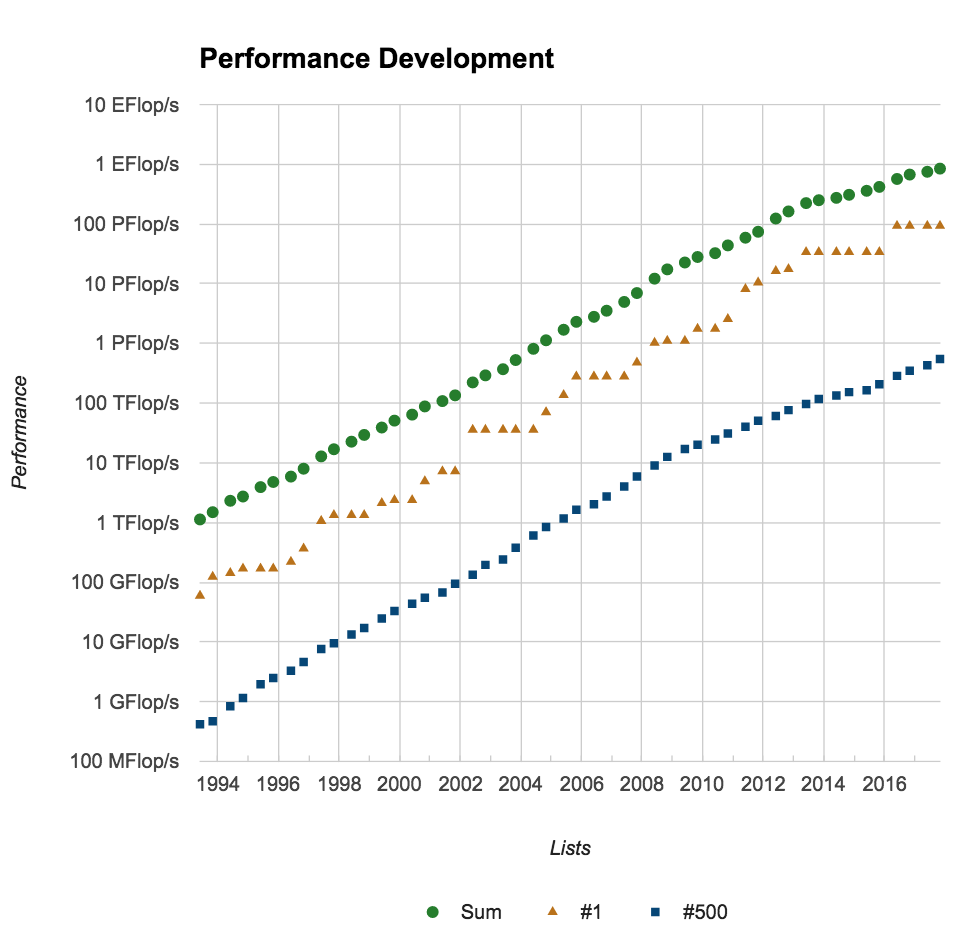 Performance Development
10 EFlop/s
1 EFlop/s
100 PFlop/s
10 PFlop/s
1 PFlop/s
100 TFlop/s
10 TFlop/s
1 TFlop/s
100 GFlop/s
10 GFlop/s
1 GFlop/s
100 MFlop/s
Performance
1994 1996 1998 2000 2002 2004 2006 2008 2010 2012 2014 2016
Lists
Sum #1 #500